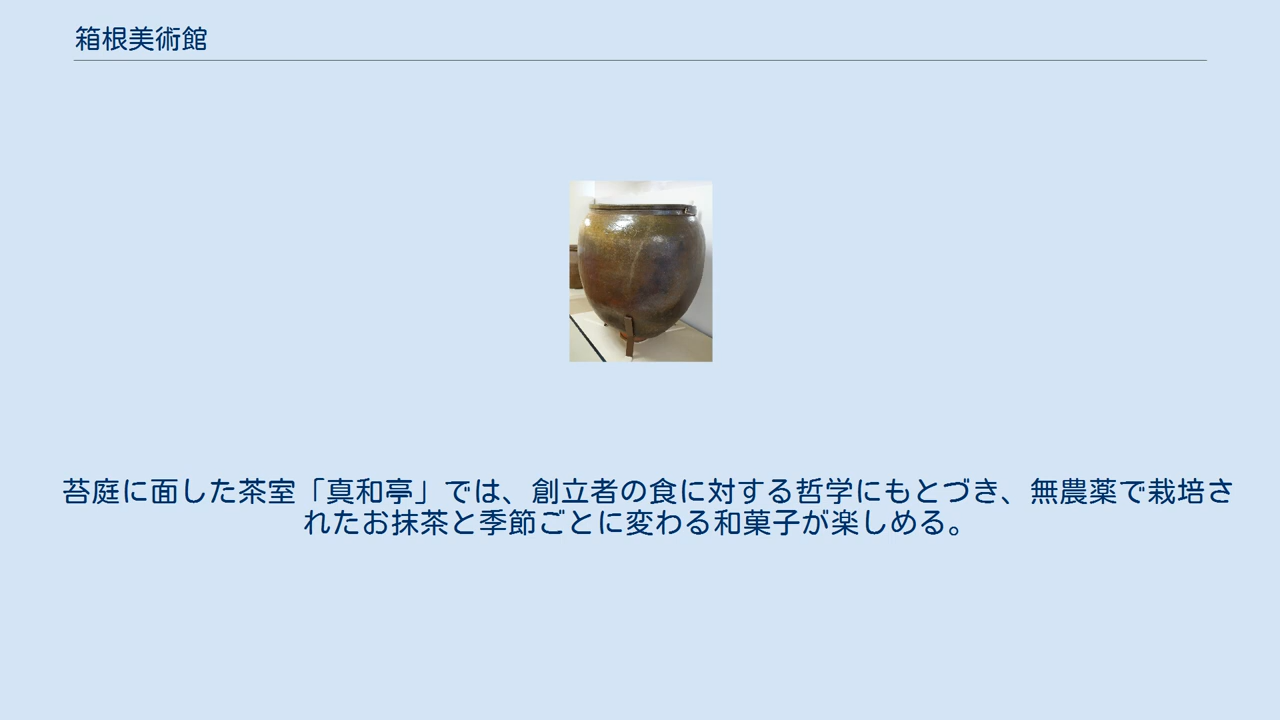 箱根美術館
苔庭に面した茶室「真和亭」では、創立者の食に対する哲学にもとづき、無農薬で栽培さ
れたお抹茶と季節ごとに変わる和菓子が楽しめる。